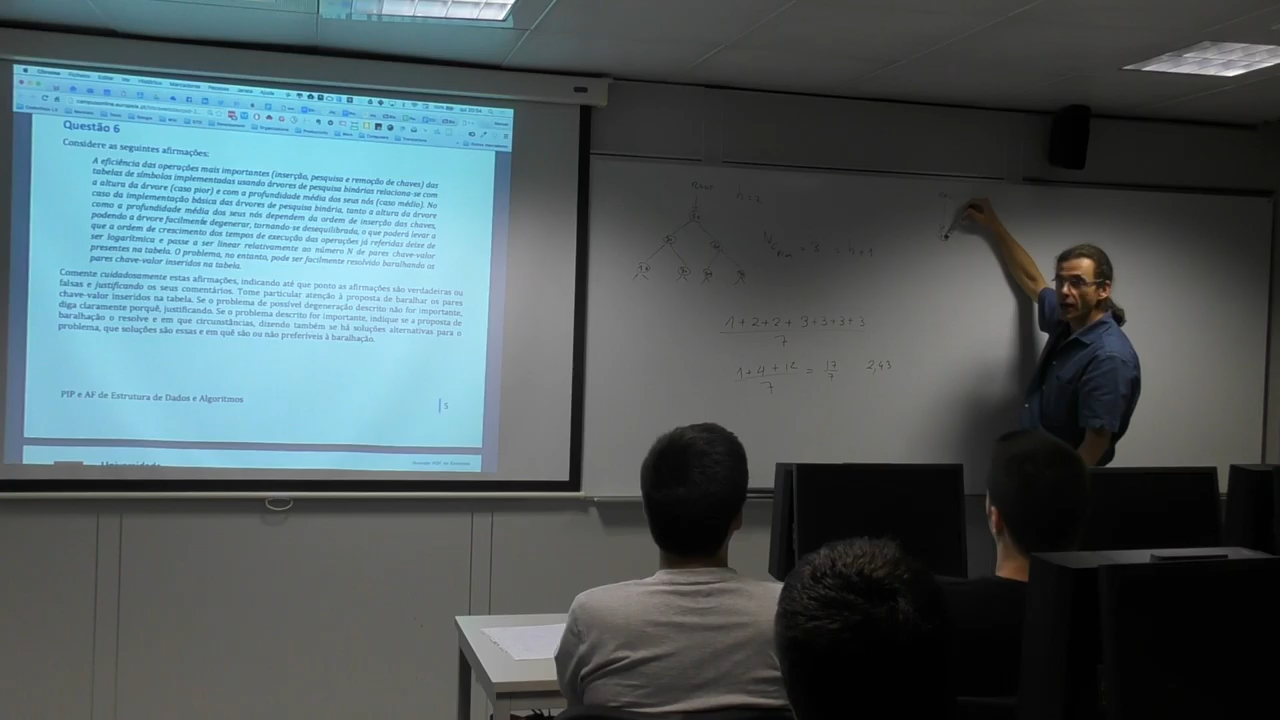 Questão 6
Considere as seguintes afirmações:
A eficiência das operações mais importantes (inserção, pesquisa e remoção de chaves) das
tabelas de símbolos implementadas usando árvores de pesquisa binárias relaciona-se com
a altura da árvore (caso pior) e com a profundidade média dos seus nós (caso médio). No
caso da implementação básica das árvores de pesquisa binária, tanto a altura da árvore
como a profundidade média dos seus nós dependem da ordem de inserção das chaves,
podendo a árvore facilmente degenerar, tornando-se desequilibrada, o que poderá levar a
que a ordem de crescimento dos tempos de execução das operações já referidas deixe de
ser logarítmica e passe a ser linear relativamente ao número N de pares chave-valor
presentes na tabela. O problema, no entanto, pode ser facilmente resolvido baralhando os
pares chave-valor inseridos na tabela.
Comente cuidadosamente estas afirmações, indicando até que ponto as afirmações são verdadeiras ou
falsas e justificando os seus comentários. Tome particular atenção à proposta de baralhar os pares
chave-valor inseridos na tabela. Se o problema de possível degeneração descrito não for importante,
diga claramente porquê, justificando. Se o problema descrito for importante, indique se a proposta de
baralhação o resolve e em que circunstâncias, dizendo também se há soluções alternativas para o
problema, que soluções são essas e em quê são ou não preferíveis à baralhação.
PIP e AF de Estrutura de Dados e Algoritmos
5
Universidade
h = 2
1+2+2+3+3+3+3
7
1+4+12 = 17 2,43
7 7